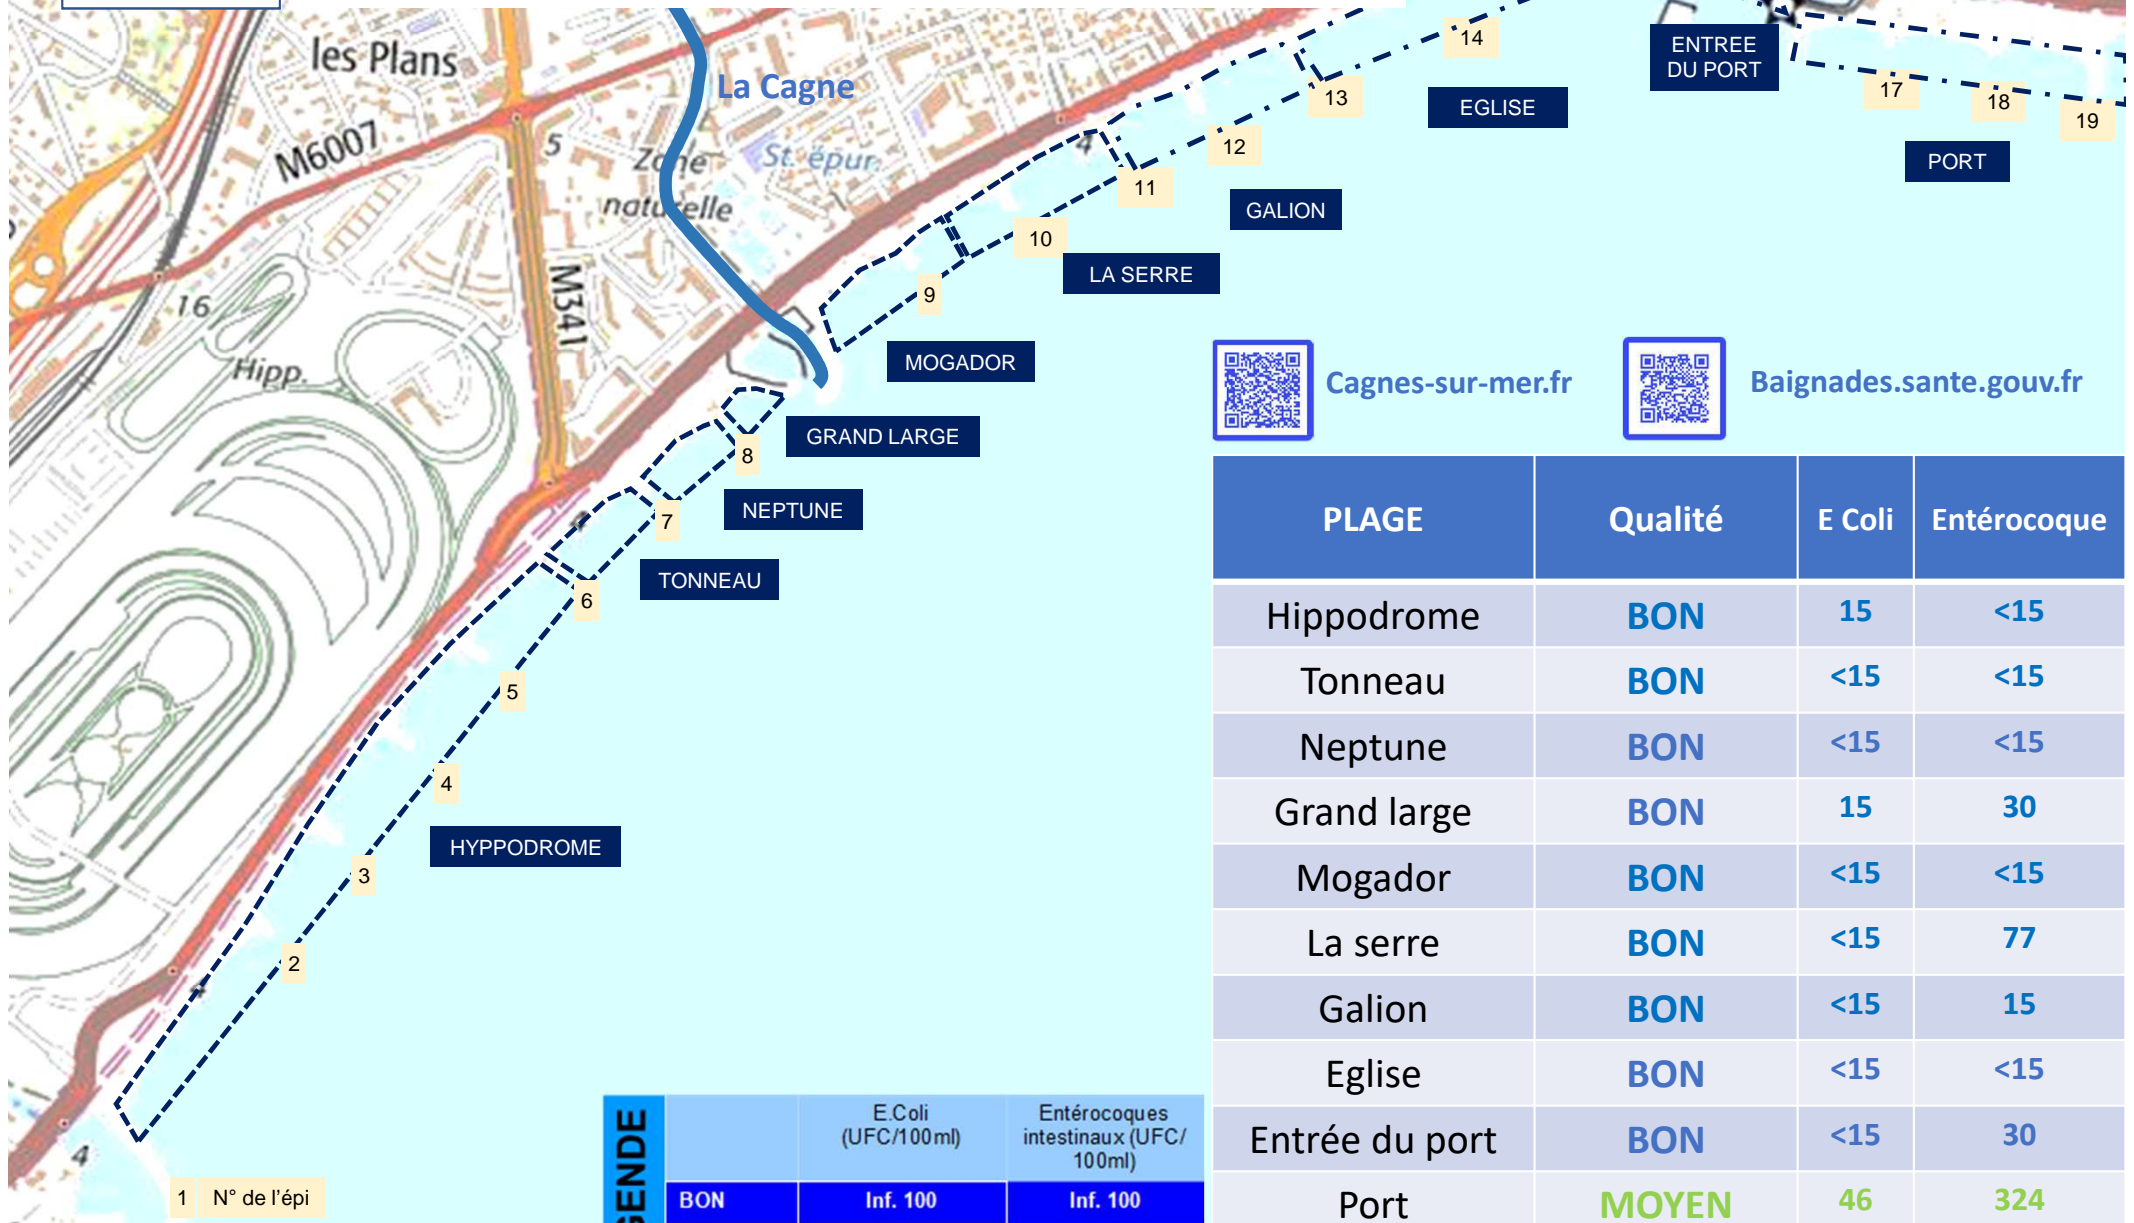 les Plans
La Cagne
M6007
5
Zone
naturelle
St. épur.
4
M341
16
Hipp.
4
4
4
ENTREE
DU PORT
14
13
EGLISE
17
18
19
PORT
12
11
GALION
10
LA SERRE
9
MOGADOR
GRAND LARGE
8
NEPTUNE
7
TONNEAU
6
5
4
HYPPODROME
3
2
1 N° de l'épi
Cagnes-sur-mer.fr
Baignades.sante.gouv.fr
PLAGE Qualité E Coli Entérocoque
Hippodrome BON 15 <15
Tonneau BON <15 <15
Neptune BON <15 <15
Grand large BON 15 30
Mogador BON <15 <15
La serre BON <15 77
Galion BON <15 15
Eglise BON <15 <15
Entrée du port BON <15 30
Port MOYEN 46 324
E.Coli
(UFC/100ml)
Entérocoques
intestinaux (UFC/
100ml)
BON Inf. 100 Inf. 100